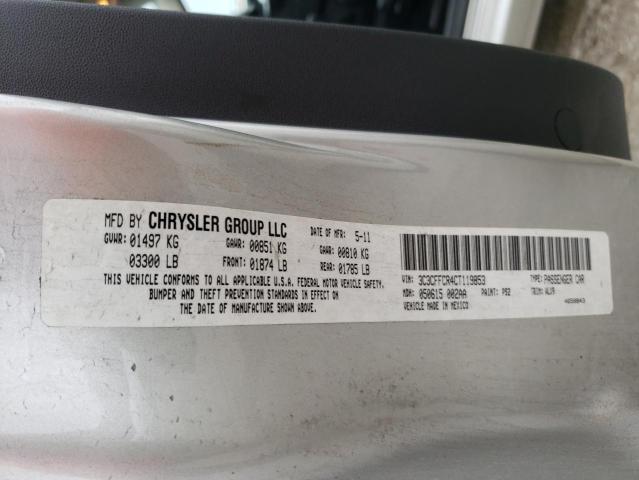 MFD BY CHRYSLER GROUP LLC DATE OF MFR: 5-11
GVWR: 01497 KG GAWR: 00851 KG GAWR: 00810 KG
03300 LB FRONT: 01874 LB REAR: 01785 LB
THIS VEHICLE CONFORMS TO ALL APPLICABLE U.S.A. FEDERAL MOTOR VEHICLE SAFETY,
BUMPER AND THEFT PREVENTION STANDARDS IN EFFECT ON
THE DATE OF MANUFACTURE SHOWN ABOVE.
VIN: 3C3CFFCR4CT119853 TYPE: PASSENGER CAR
MDH: 050615 002AA PAINT: PS2 TRIM: ALX9
VEHICLE MADE IN MEXICO